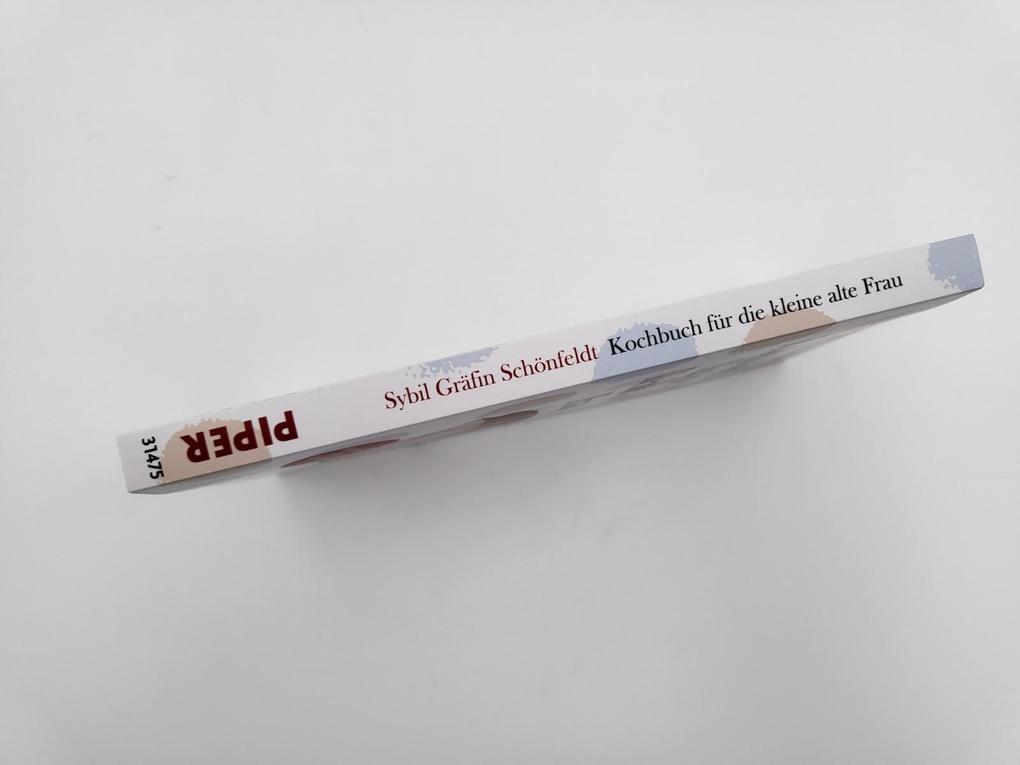 Sybil Gräfin Schönfeldt Kochbuch für die kleine alte Frau
PIPER
31475